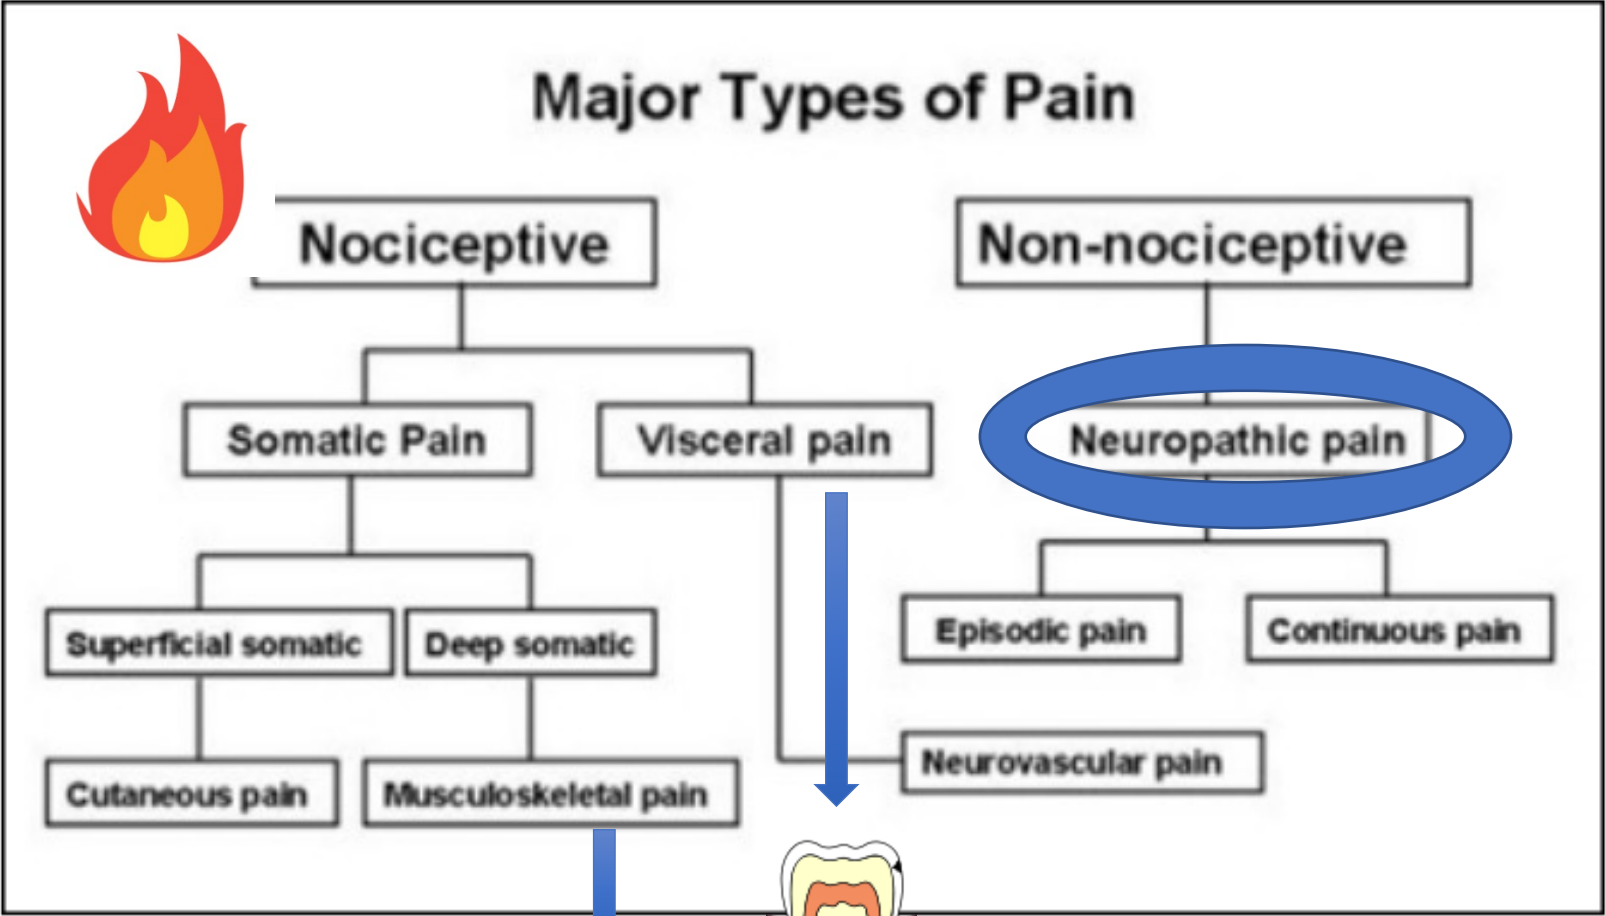 Major Types of Pain
Nociceptive
Non-nociceptive
Somatic Pain
Visceral pain
Neuropathic pain
Superficial somatic
Deep somatic
Episodic pain
Continuous pain
Cutaneous pain
Musculoskeletal pain
Neurovascular pain